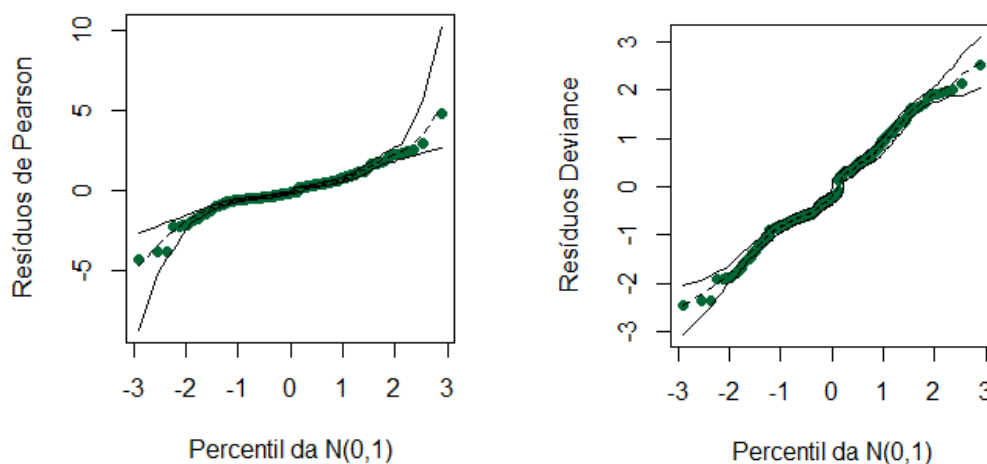 Resíduos de Pearson
10
5
0
-5
-3 -2 -1 0 1 2 3
Percentil da N(0,1)
Resíduos Deviance
3
2
1
0
-1
-2
-3
-3 -2 -1 0 1 2 3
Percentil da N(0,1)